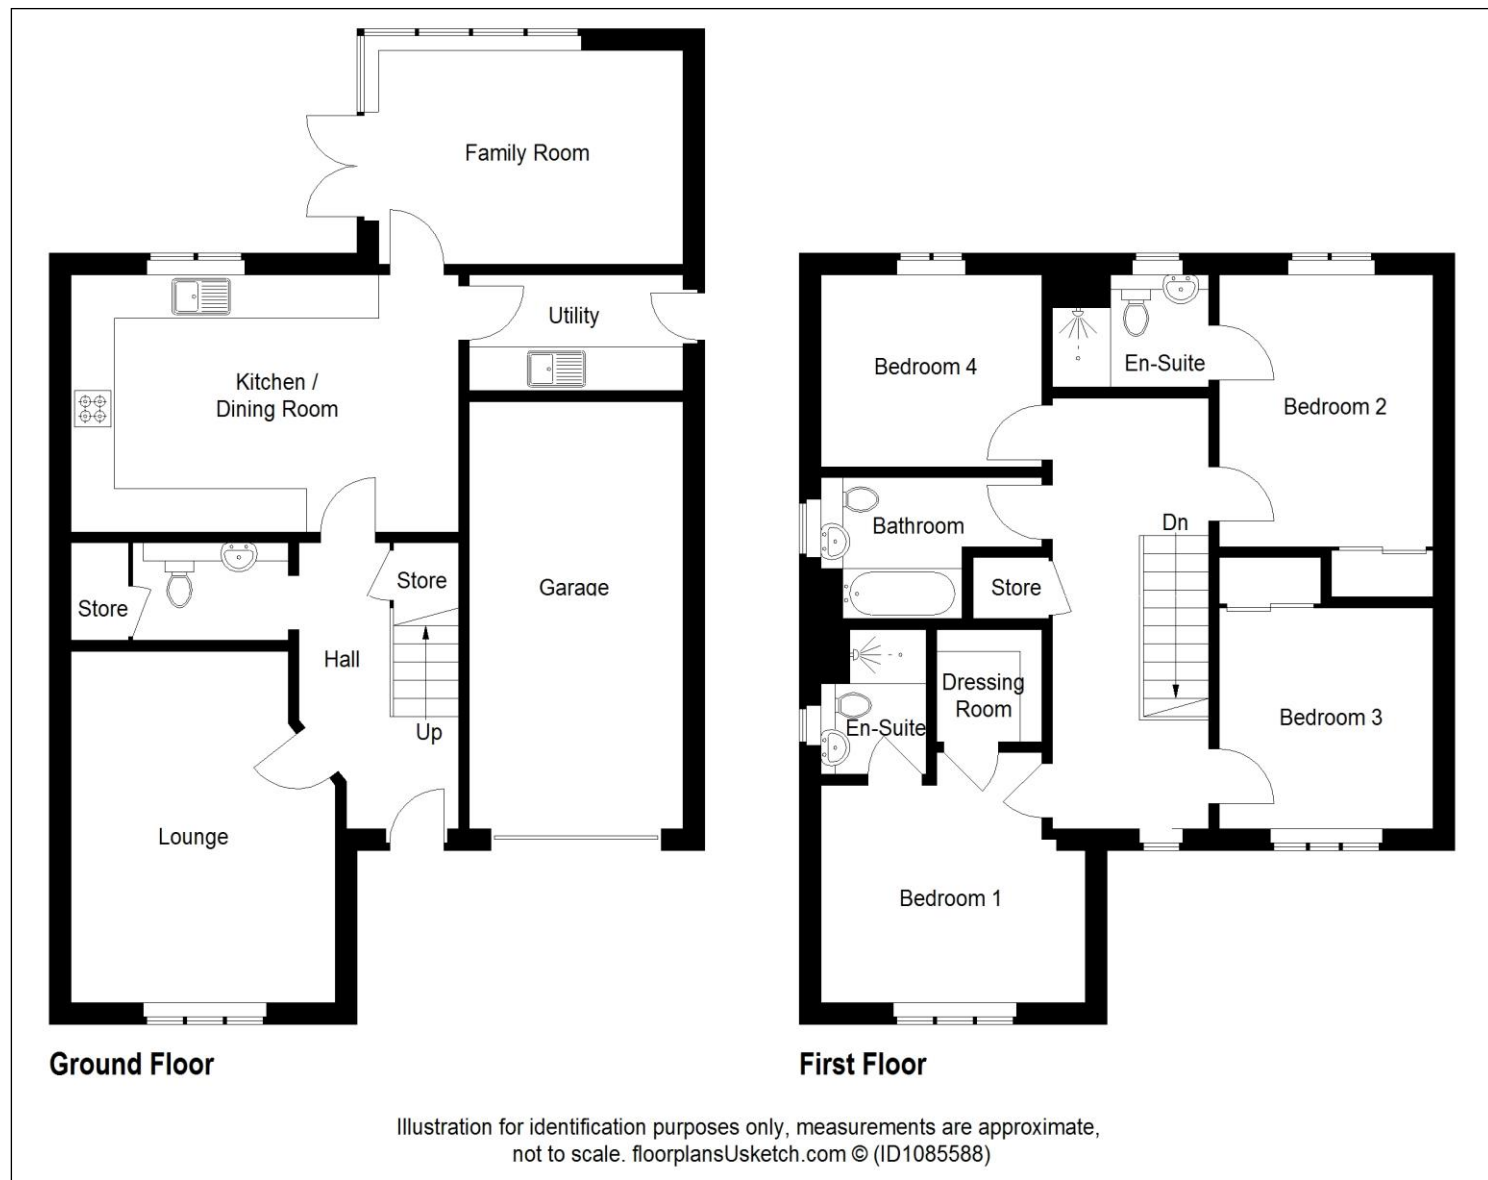 Family Room
Utility
Kitchen /
Dining Room
Store
Store
Garage
Hall
Up
Lounge
Ground Floor
Bedroom 4
En-Suite
Bedroom 2
Bathroom
Dn
Store
Dressing
Room
En-Suite
Bedroom 3
Bedroom 1
First Floor
Illustration for identification purposes only, measurements are approximate,
not to scale. floorplansUsketch.com © (ID1085588)